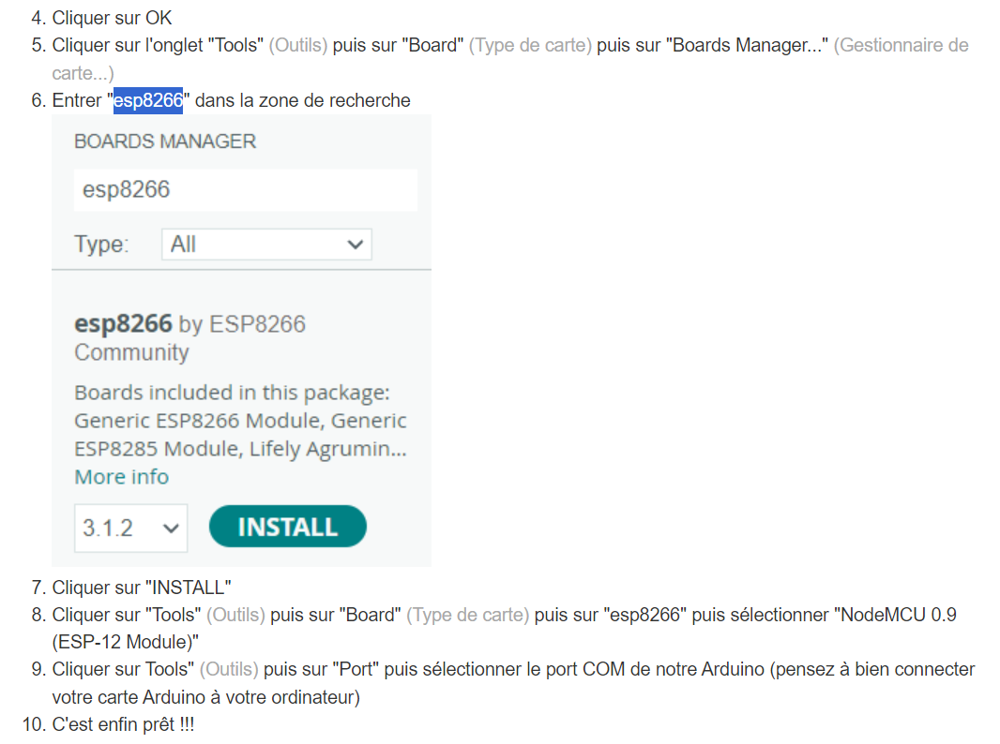 4. Cliquer sur OK
5. Cliquer sur l'onglet "Tools" (Outils) puis sur "Board" (Type de carte) puis sur "Boards Manager..." (Gestionnaire de
carte...)
6. Entrer "esp8266" dans la zone de recherche
BOARDS MANAGER
esp8266
Type: All
esp8266 by ESP8266
Community
Boards included in this package:
Generic ESP8266 Module, Generic
ESP8285 Module, Lifely Agrumin...
More info
3.1.2 INSTALL
7. Cliquer sur "INSTALL"
8. Cliquer sur "Tools" (Outils) puis sur "Board" (Type de carte) puis sur "esp8266" puis sélectionner "NodeMCU 0.9
(ESP-12 Module)"
9. Cliquer sur Tools" (Outils) puis sur "Port" puis sélectionner le port COM de notre Arduino (pensez à bien connecter
votre carte Arduino à votre ordinateur)
10. C'est enfin prêt !!!